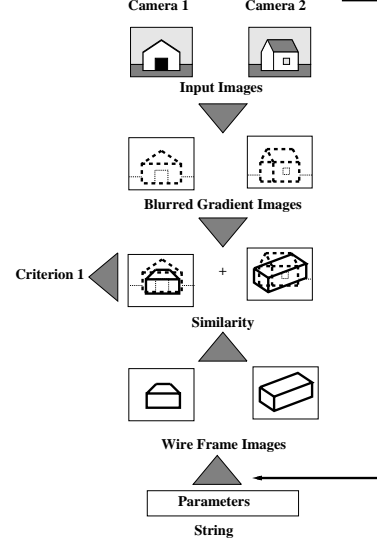 Camera 1 Camera 2
Input Images
Blurred Gradient Images
Criterion 1 +
Similarity
Wire Frame Images
Parameters
String